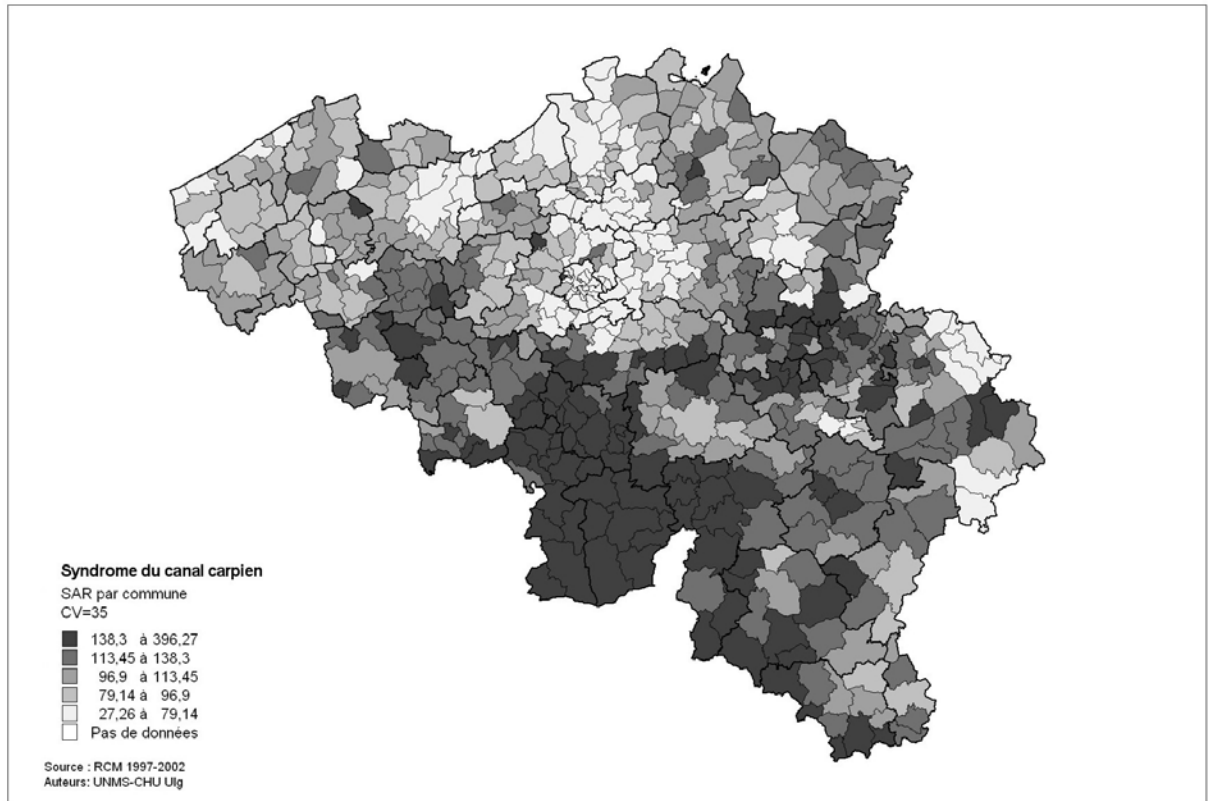 Syndrome du canal carpien
SAR par commune
CV=35
138,3 à 396,27
113,45 à 138,3
96,9 à 113,45
79,14 à 96,9
27,26 à 79,14
Pas de données
Source : RCM 1997-2002
Auteurs: UNMS-CHU Ulg